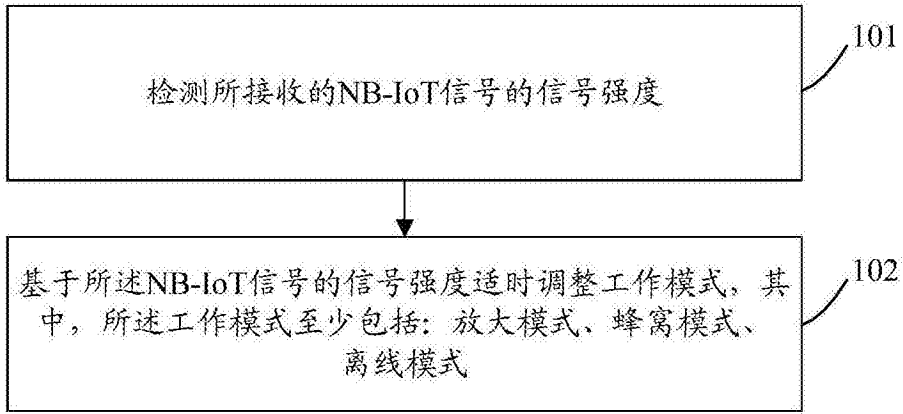 检测所接收的NB-IoT信号的信号强度
101
基于所述NB-IoT信号的信号强度适时调整工作模式，其
中，所述工作模式至少包括：放大模式、蜂窝模式、
离线模式
102